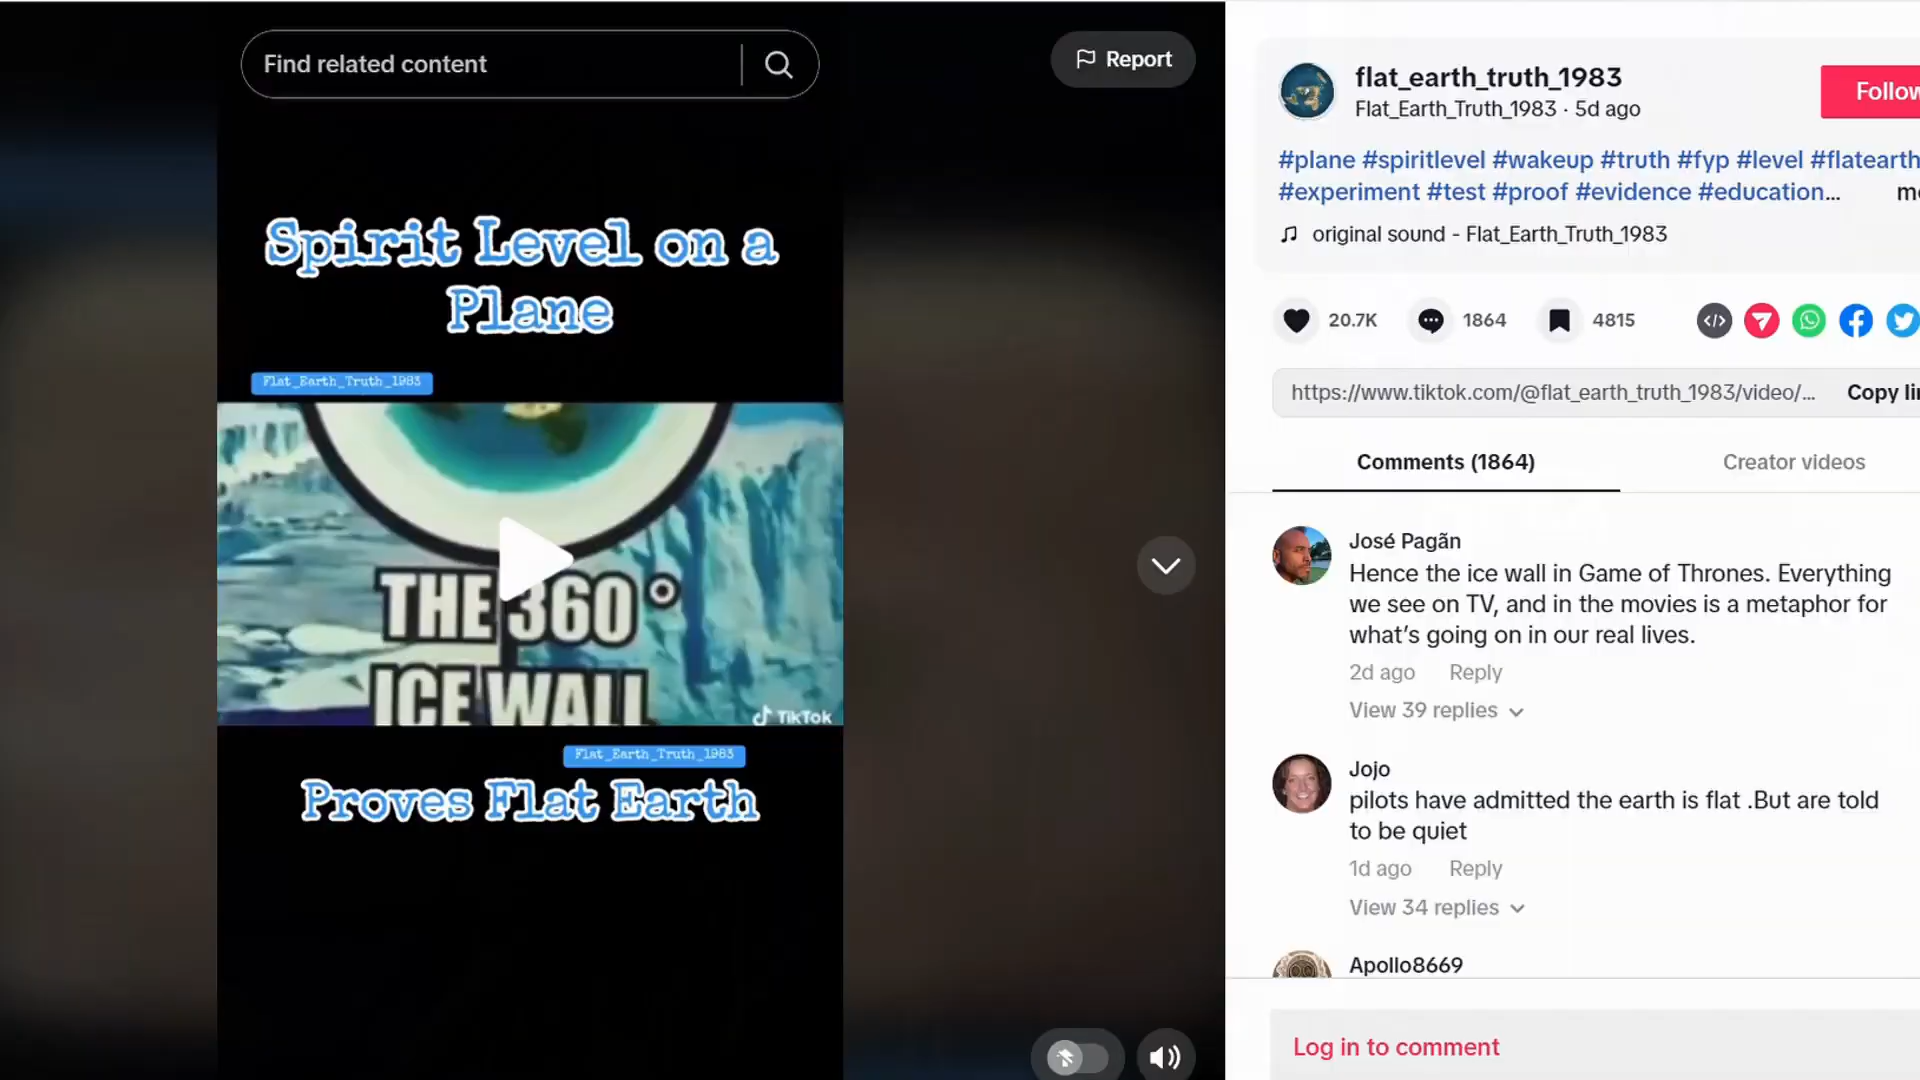 Find related content
Report
Spirit Level on a
Plane
Flat_Earth_Truth_1983
THE 360°
ICE WALL
TikTok
Flat_Earth_Truth_1983
Proves Flat Earth
flat_earth_truth_1983
Flat_Earth_Truth_1983 · 5d ago
Follow
#plane #spiritlevel #wakeup #truth #fyp #level #flatearth
#experiment #test #proof #evidence #education...
original sound - Flat_Earth_Truth_1983
20.7K
1864
4815
https://www.tiktok.com/@flat_earth_truth_1983/video/...
Copy li
Comments (1864)
Creator videos
José Pagãn
Hence the ice wall in Game of Thrones. Everything
we see on TV, and in the movies is a metaphor for
what's going on in our real lives.
2d ago Reply
View 39 replies
Jojo
pilots have admitted the earth is flat .But are told
to be quiet
1d ago Reply
View 34 replies
Apollo8669
Log in to comment